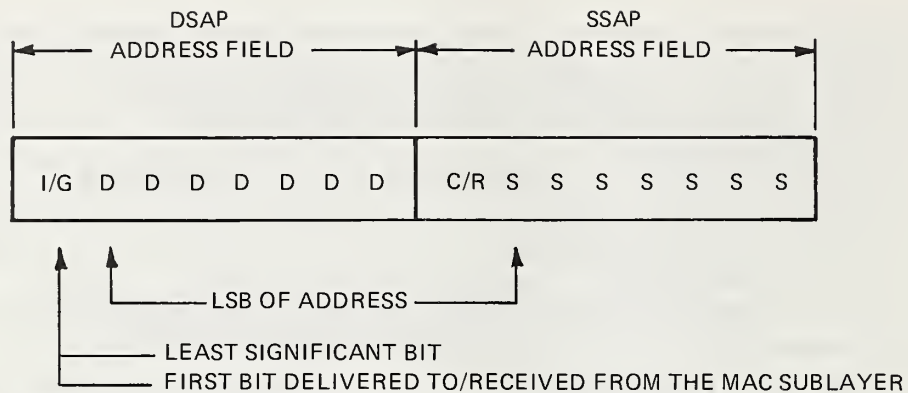 DSAP
ADDRESS FIELD
SSAP
ADDRESS FIELD
I/G D D D D D D D
C/R S S S S S S S
LSB OF ADDRESS
LEAST SIGNIFICANT BIT
FIRST BIT DELIVERED TO/RECEIVED FROM THE MAC SUBLAYER